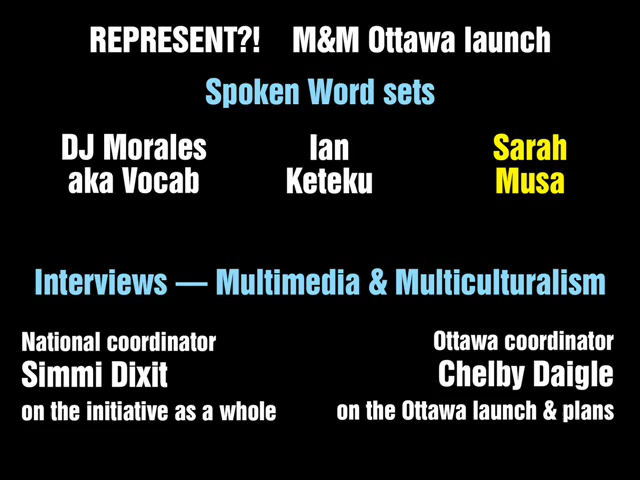 REPRESENT?! M&M Ottawa launch
Spoken Word sets
DJ Morales
aka Vocab
Ian
Keteku
Sarah
Musa
Interviews — Multimedia & Multiculturalism
National coordinator
Simmi Dixit
on the initiative as a whole
Ottawa coordinator
Chelby Daigle
on the Ottawa launch & plans